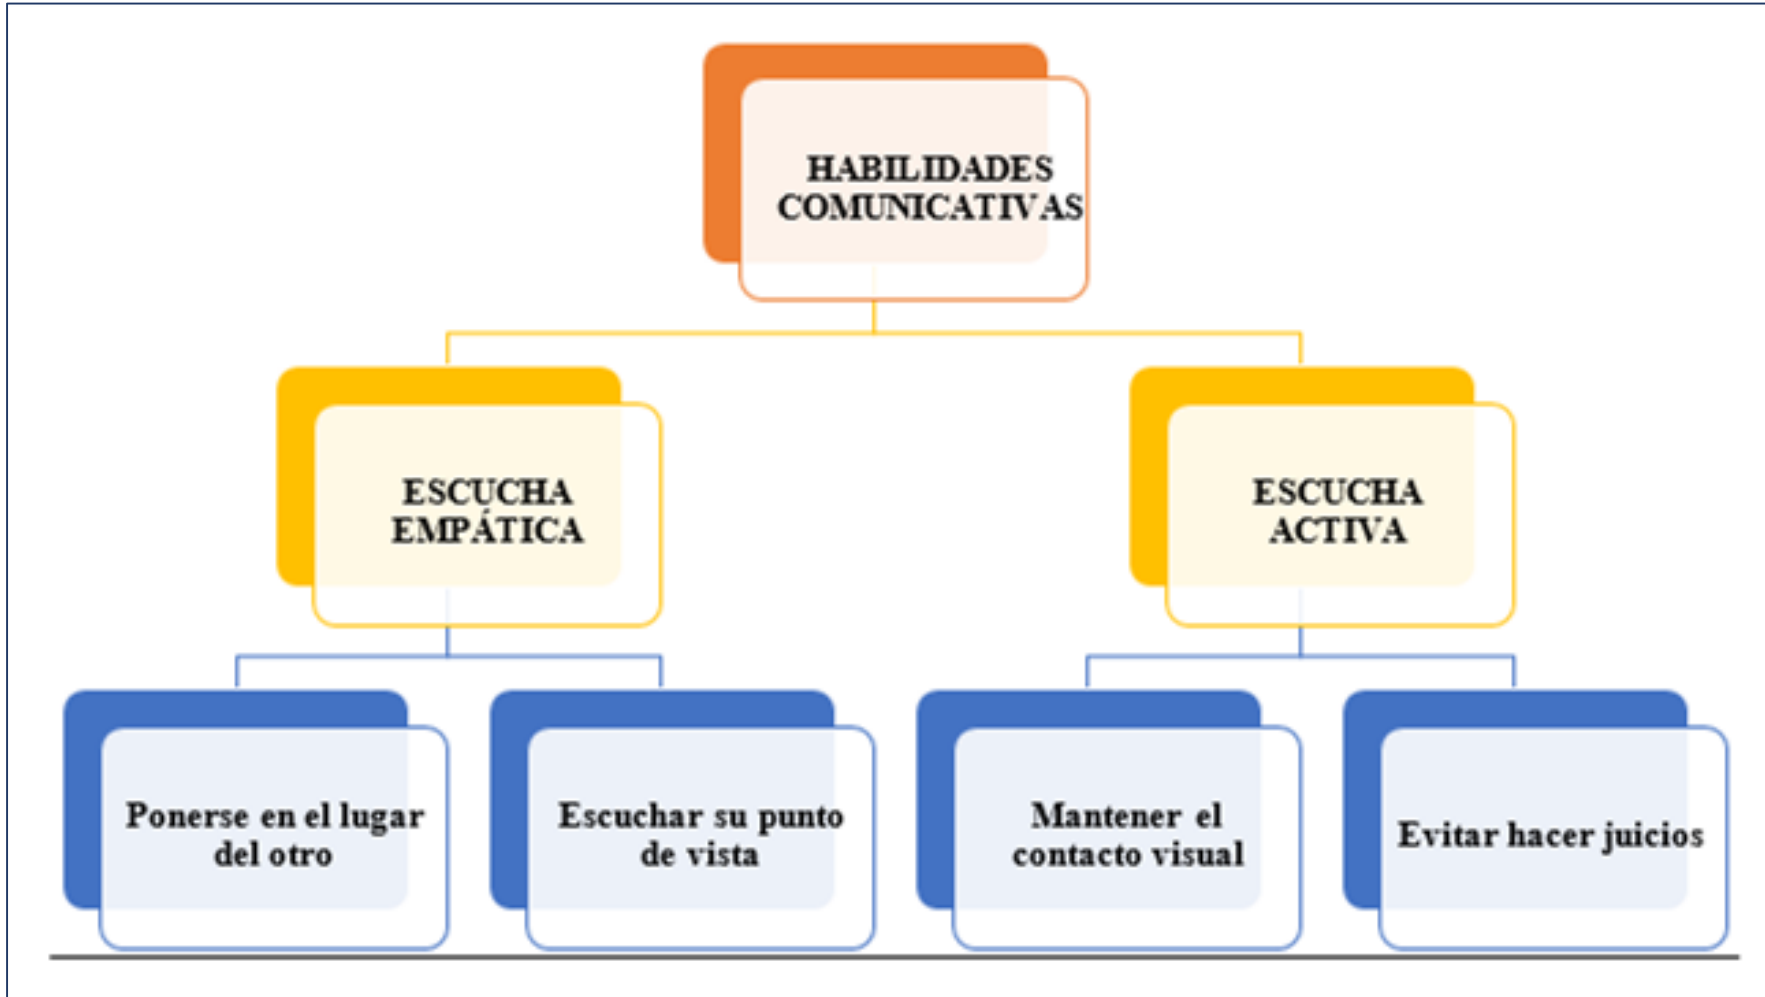 HABILIDADES
COMUNICATIVAS
ESCUCHA
EMPÁTICA
ESCUCHA
ACTIVA
Ponerse en el lugar
del otro
Escuchar su punto
de vista
Mantener el
contacto visual
Evitar hacer juicios